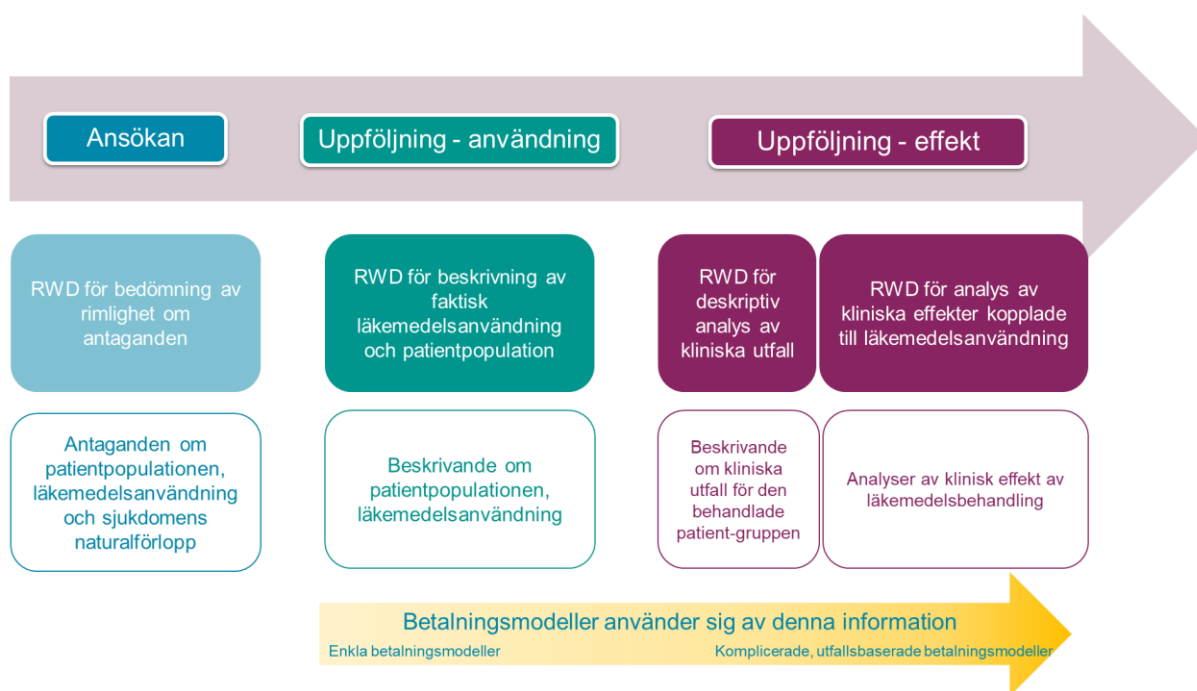 Ansökan
Uppföljning - användning
Uppföljning - effekt
RWD för bedömning av
rimlighet om
antaganden
RWD för beskrivning av
faktisk
läkemedelsanvändning
och patientpopulation
RWD för
deskriptiv
analys av
kliniska utfall
RWD för analys av
kliniska effekter kopplade
till läkemedelsanvändning
Antaganden om
patientpopulationen,
läkemedelsanvändning
och sjukdomens
naturalförlopp
Beskrivande om
patientpopulationen,
läkemedelsanvändning
Beskrivande
om kliniska
utfall för den
behandlade
patient-gruppen
Analyser av klinisk effekt av
läkemedelsbehandling
Betalningsmodeller använder sig av denna information
Enkla betalningsmodeller
Komplicerade, utfallsbaserade betalningsmodeller